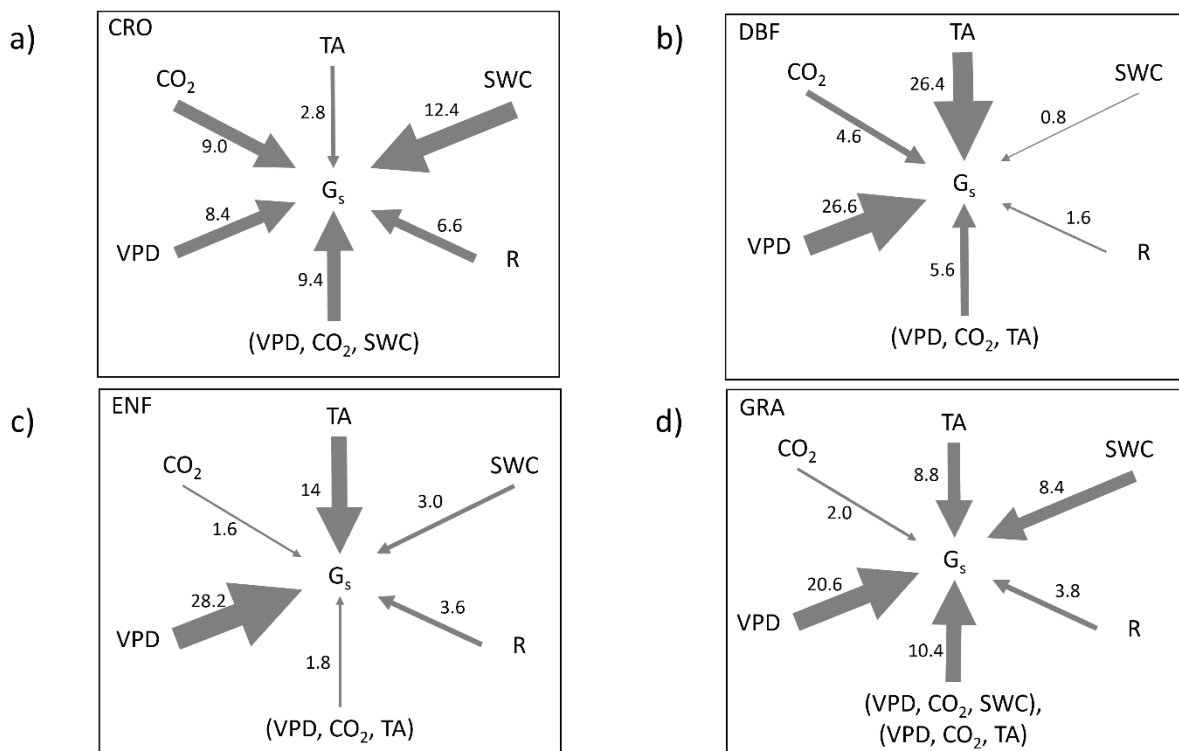 a)
CRO
TA
CO₂
SWC
2.8
12.4
9.0
Gₛ
8.4
6.6
VPD
R
9.4
(VPD, CO₂, SWC)
b)
DBF
TA
CO₂
SWC
26.4
0.8
4.6
Gₛ
26.6
1.6
VPD
R
5.6
(VPD, CO₂, TA)
c)
ENF
TA
CO₂
SWC
14
3.0
1.6
Gₛ
28.2
3.6
VPD
R
1.8
(VPD, CO₂, TA)
d)
GRA
TA
CO₂
SWC
8.8
8.4
2.0
Gₛ
20.6
3.8
VPD
R
10.4
(VPD, CO₂, SWC),
(VPD, CO₂, TA)